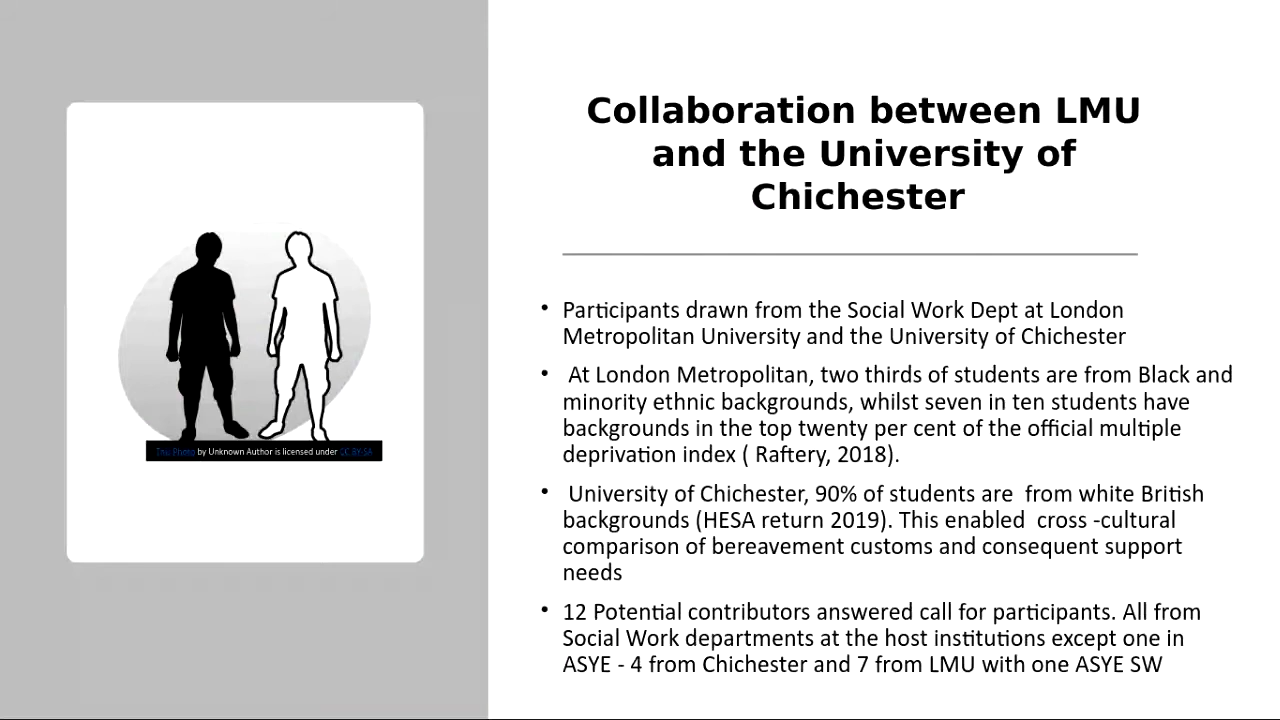 Collaboration between LMU
and the University of
Chichester
This Photo by Unknown Author is licensed under CC BY-SA
• Participants drawn from the Social Work Dept at London
Metropolitan University and the University of Chichester
• At London Metropolitan, two thirds of students are from Black and
minority ethnic backgrounds, whilst seven in ten students have
backgrounds in the top twenty per cent of the official multiple
deprivation index ( Raftery, 2018).
• University of Chichester, 90% of students are  from white British
backgrounds (HESA return 2019). This enabled  cross -cultural
comparison of bereavement customs and consequent support
needs
• 12 Potential contributors answered call for participants. All from
Social Work departments at the host institutions except one in
ASYE - 4 from Chichester and 7 from LMU with one ASYE SW